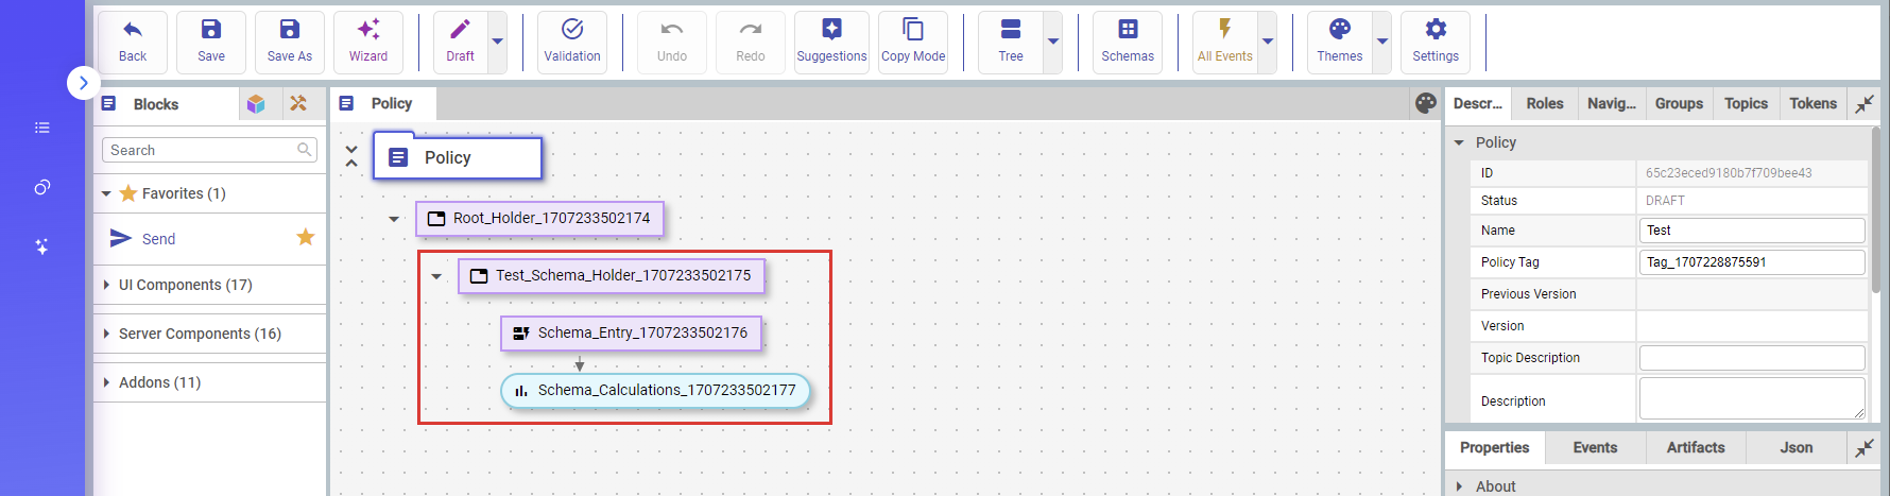 Back
Save
Save As
Wizard
Draft
Validation
Undo
Redo
Suggestions
Copy Mode
Tree
Schemas
All Events
Themes
Settings
Blocks
Search
Favorites (1)
Send
UI Components (17)
Server Components (16)
Addons (11)
Policy
Policy
Root_Holder_1707233502174
Test_Schema_Holder_1707233502175
Schema_Entry_1707233502176
Schema_Calculations_1707233502177
Descr...
Roles
Navig...
Groups
Topics
Tokens
Policy
ID 65c23eced9180b7f709bee43
Status DRAFT
Name Test
Policy Tag Tag_1707228875591
Previous Version
Version
Topic Description
Description
Properties
Events
Artifacts
Json
About